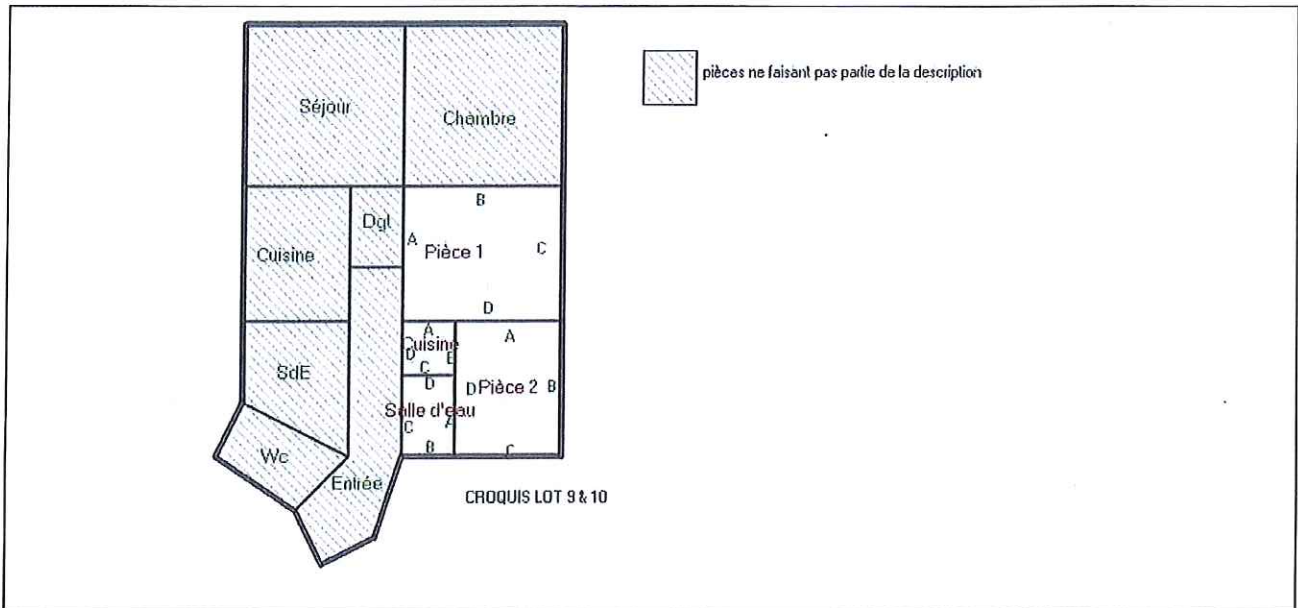 pièces ne faisant pas partie de la description
Séjour
Chambre
B
Dgt
A
Pièce 1
C
Cuisine
D
A
A
Cuisine
D
B
C
SdE
D
D
Pièce 2
B
Salle d'eau
C
A
B
C
Wc
Entrée
CROQUIS LOT 9 & 10